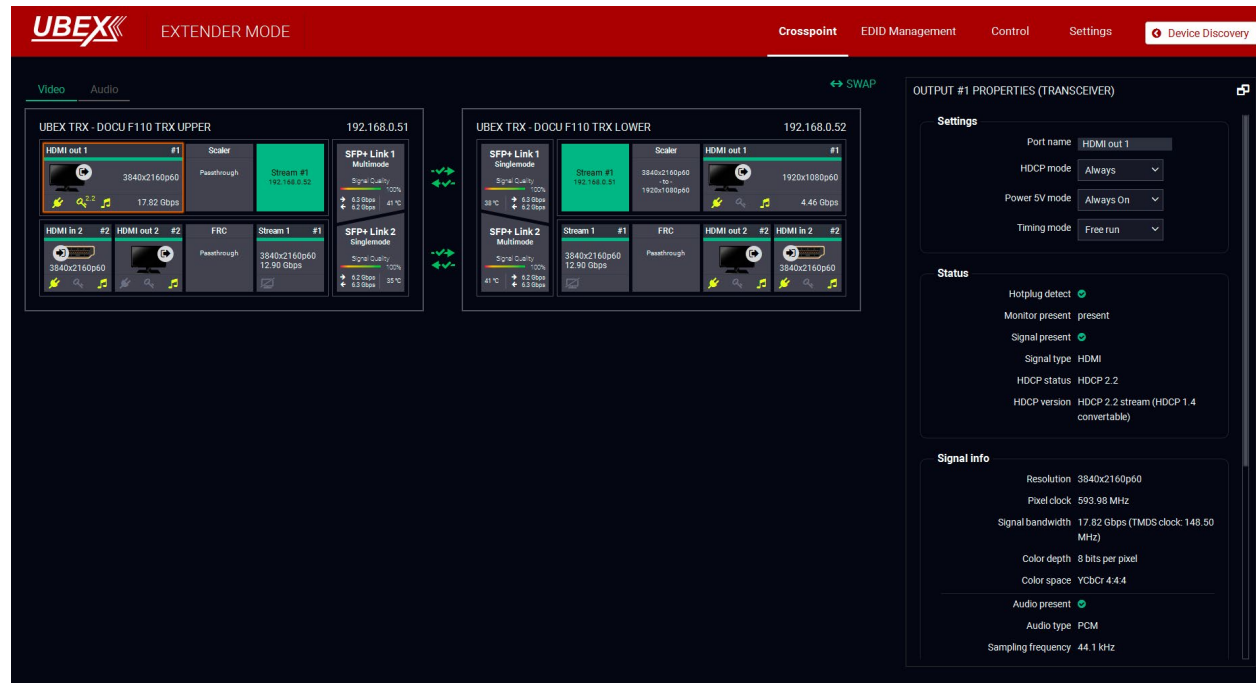 UBEX
EXTENDER MODE
Crosspoint
EDID Management
Control
Settings
Device Discovery
Video
Audio
SWAP
UBEX TRX - DOCU F110 TRX UPPER
192.168.0.51
HDMI out 1 #1
3840x2160p60
2.2
17.82 Gbps
Scaler
Passthrough
Stream #1
192.168.0.52
SFP+ Link 1
Multimode
Signal Quality
100%
6.3 Gbps
6.2 Gbps
41 °C
HDMI in 2 #2
3840x2160p60
HDMI out 2 #2
FRC
Passthrough
Stream 1 #1
3840x2160p60
12.90 Gbps
SFP+ Link 2
Singlemode
Signal Quality
100%
6.2 Gbps
6.3 Gbps
35 °C
UBEX TRX - DOCU F110 TRX LOWER
192.168.0.52
SFP+ Link 1
Singlemode
Signal Quality
100%
38 °C
6.3 Gbps
6.2 Gbps
Stream #1
192.168.0.51
Scaler
3840x2160p60
- to -
1920x1080p60
HDMI out 1 #1
1920x1080p60
4.46 Gbps
SFP+ Link 2
Multimode
Signal Quality
100%
41 °C
6.2 Gbps
6.3 Gbps
Stream 1 #1
3840x2160p60
12.90 Gbps
FRC
Passthrough
HDMI out 2 #2
HDMI in 2 #2
3840x2160p60
OUTPUT #1 PROPERTIES (TRANSCEIVER)
Settings
Port name HDMI out 1
HDCP mode Always
Power 5V mode Always On
Timing mode Free run
Status
Hotplug detect
Monitor present present
Signal present
Signal type HDMI
HDCP status HDCP 2.2
HDCP version HDCP 2.2 stream (HDCP 1.4
convertable)
Signal info
Resolution 3840x2160p60
Pixel clock 593.98 MHz
Signal bandwidth 17.82 Gbps (TMDS clock: 148.50
MHz)
Color depth 8 bits per pixel
Color space YCbCr 4:4:4
Audio present
Audio type PCM
Sampling frequency 44.1 kHz